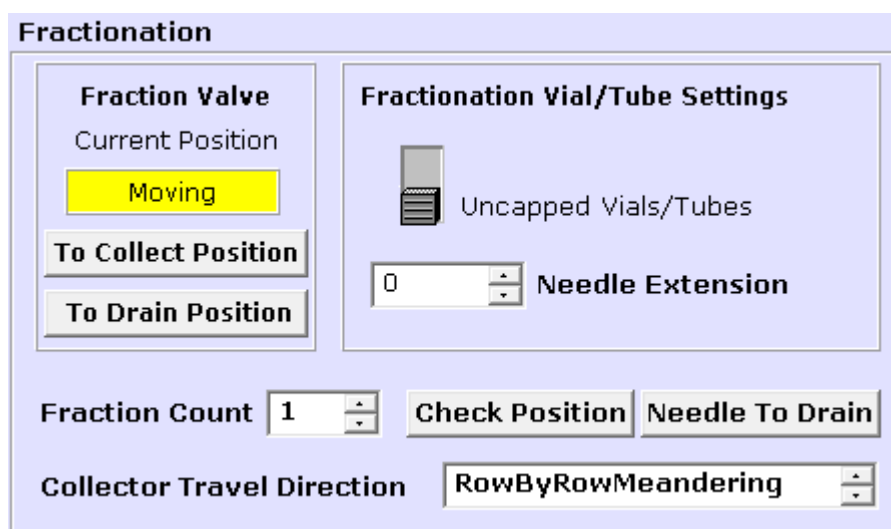 Fractionation
Fraction Valve
Current Position
Moving
To Collect Position
To Drain Position
Fractionation Vial/Tube Settings
Uncapped Vials/Tubes
0 Needle Extension
Fraction Count 1 Check Position Needle To Drain
Collector Travel Direction RowByRowMeandering